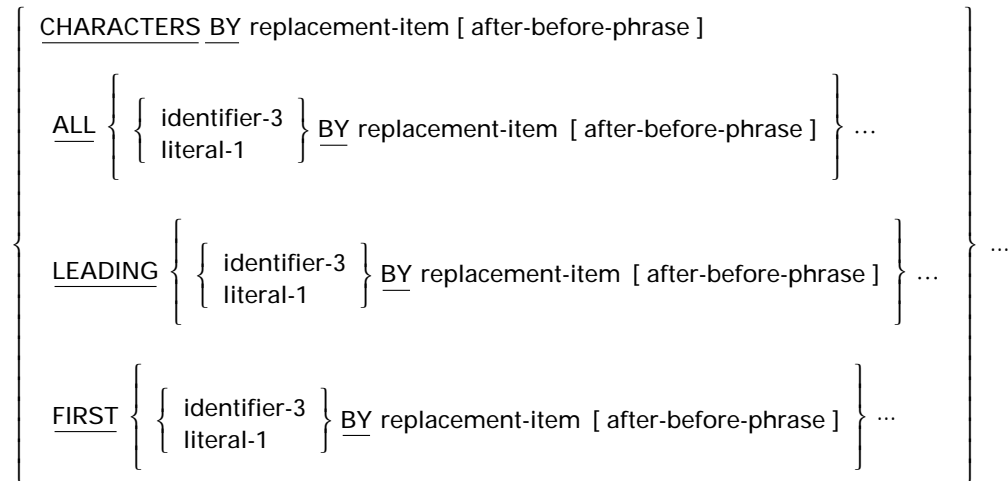 CHARACTERS BY replacement-item [ after-before-phrase ]
ALL { { identifier-3
literal-1 } BY replacement-item [ after-before-phrase ] } ...
LEADING { { identifier-3
literal-1 } BY replacement-item [ after-before-phrase ] } ...
...
FIRST { { identifier-3
literal-1 } BY replacement-item [ after-before-phrase ] } ...